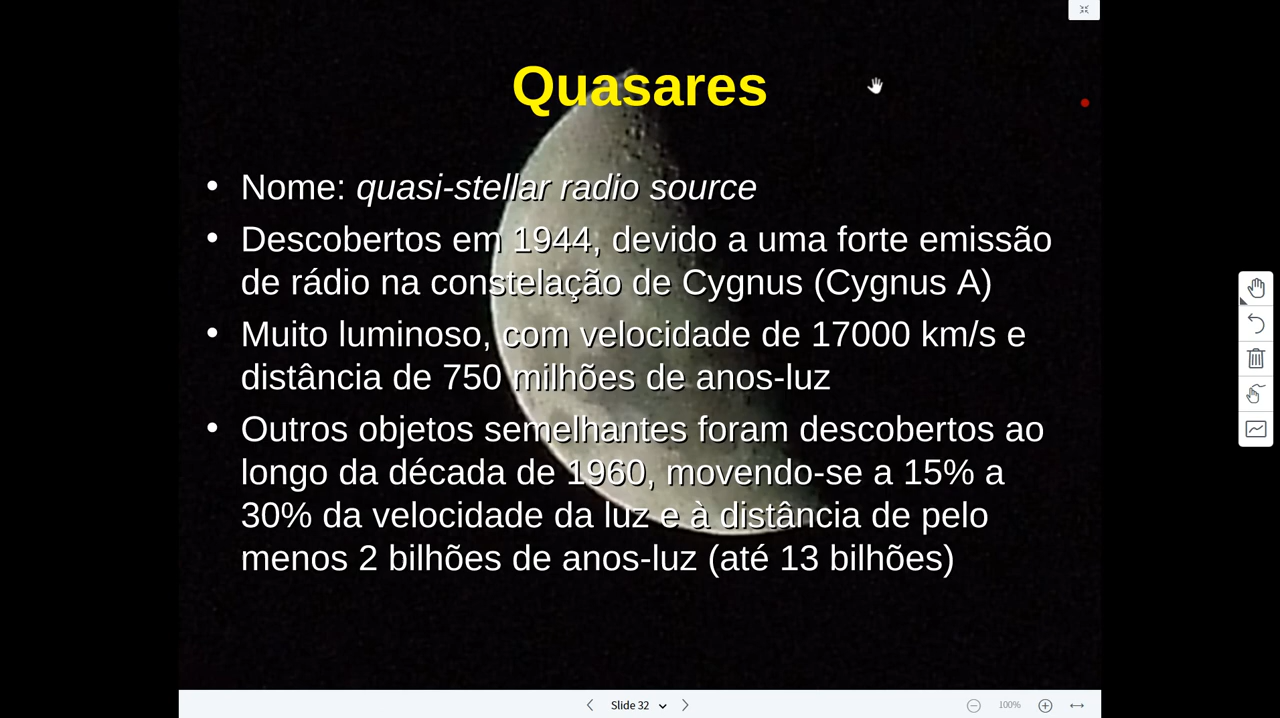 Quasares
• Nome: quasi-stellar radio source
• Descobertos em 1944, devido a uma forte emissão
de rádio na constelação de Cygnus (Cygnus A)
• Muito luminoso, com velocidade de 17000 km/s e
distância de 750 milhões de anos-luz
• Outros objetos semelhantes foram descobertos ao
longo da década de 1960, movendo-se a 15% a
30% da velocidade da luz e à distância de pelo
menos 2 bilhões de anos-luz (até 13 bilhões)
Slide 32
100%